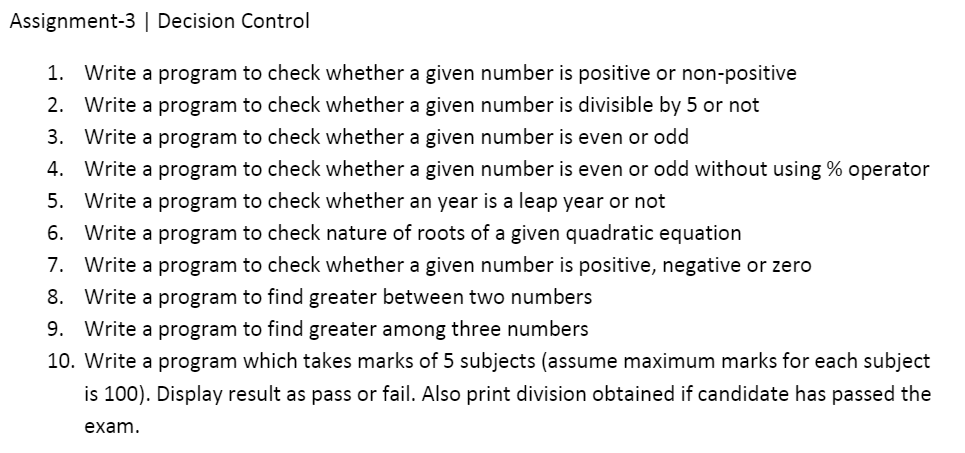 Assignment-3 | Decision Control
1. Write a program to check whether a given number is positive or non-positive
2. Write a program to check whether a given number is divisible by 5 or not
3. Write a program to check whether a given number is even or odd
4. Write a program to check whether a given number is even or odd without using % operator
5. Write a program to check whether an year is a leap year or not
6. Write a program to check nature of roots of a given quadratic equation
7. Write a program to check whether a given number is positive, negative or zero
8. Write a program to find greater between two numbers
9. Write a program to find greater among three numbers
10. Write a program which takes marks of 5 subjects (assume maximum marks for each subject
is 100). Display result as pass or fail. Also print division obtained if candidate has passed the
exam.